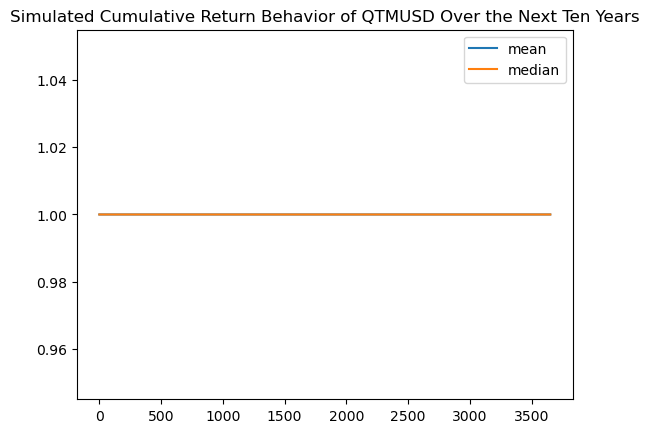 Simulated Cumulative Return Behavior of QTMUSD Over the Next Ten Years
mean
median
1.04
1.02
1.00
0.98
0.96
0 500 1000 1500 2000 2500 3000 3500